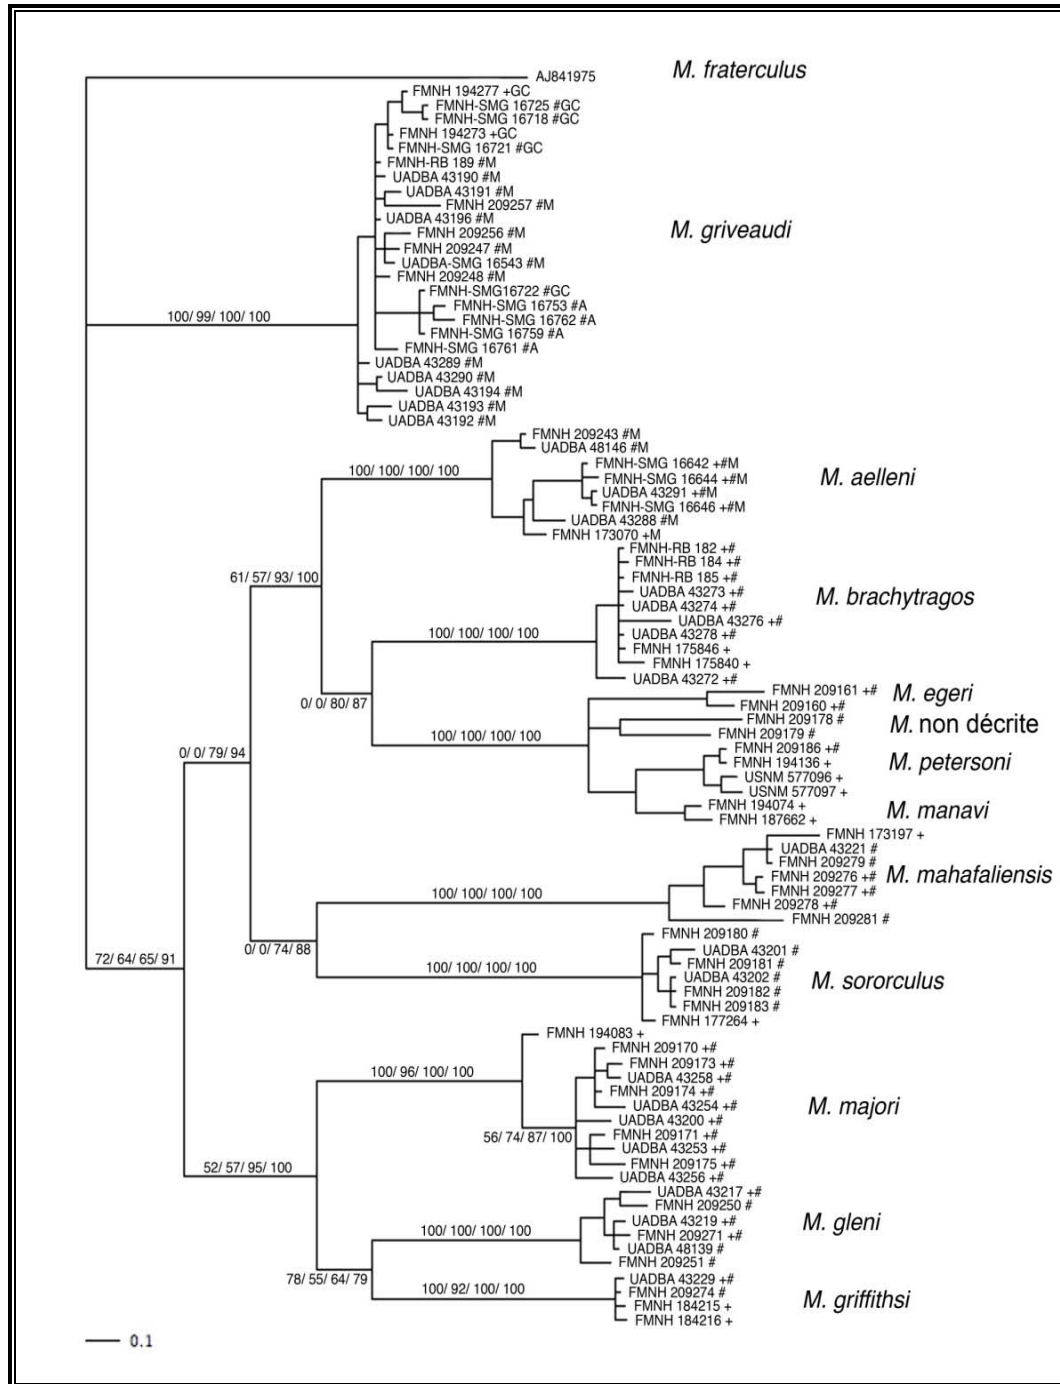 AJ841975 M. fraterculus
FMNH 194277 +GC
FMNH-SMG 16725 #GC
FMNH-SMG 16718 #GC
FMNH 194273 +GC
FMNH-SMG 16721 #GC
FMNH-RB 189 #M
UADBA 43190 #M
UADBA 43191 #M
FMNH 209257 #M
UADBA 43196 #M
M. griveaudi
FMNH 209256 #M
FMNH 209247 #M
UADBA-SMG 16543 #M
FMNH 209248 #M
FMNH-SMG16722 #GC
FMNH-SMG 16753 #A
FMNH-SMG 16762 #A
100/ 99/ 100/ 100
FMNH-SMG 16759 #A
FMNH-SMG 16761 #A
UADBA 43289 #M
UADBA 43290 #M
UADBA 43194 #M
UADBA 43193 #M
UADBA 43192 #M
FMNH 209243 #M
UADBA 48146 #M
FMNH-SMG 16642 +#M
100/ 100/ 100/ 100
FMNH-SMG 16644 +#M
M. aelleni
UADBA 43291 +#M
FMNH-SMG 16646 +#M
UADBA 43288 #M
FMNH 173070 +M
FMNH-RB 182 +#
FMNH-RB 184 +#
61/ 57/ 93/ 100
FMNH-RB 185 +#
UADBA 43273 +#
M. brachytragos
UADBA 43274 +#
UADBA 43276 +#
100/ 100/ 100/ 100
UADBA 43278 +#
FMNH 175846 +
FMNH 175840 +
UADBA 43272 +#
FMNH 209161 +#
M. egeri
0/ 0/ 80/ 87
FMNH 209160 +#
FMNH 209178 #
M. non décrite
FMNH 209179 #
100/ 100/ 100/ 100
0/ 0/ 79/ 94
FMNH 209186 +#
FMNH 194136 +
M. petersoni
USNM 577096 +
USNM 577097 +
FMNH 194074 +
M. manavi
FMNH 187662 +
FMNH 173197 +
UADBA 43221 #
FMNH 209279 #
FMNH 209276 +#
M. mahafaliensis
100/ 100/ 100/ 100
FMNH 209277 +#
FMNH 209278 +#
FMNH 209281 #
FMNH 209180 #
0/ 0/ 74/ 88
UADBA 43201 #
72/ 64/ 65/ 91
FMNH 209181 #
100/ 100/ 100/ 100
UADBA 43202 #
M. sororculus
FMNH 209182 #
FMNH 209183 #
FMNH 177264 +
FMNH 194083 +
FMNH 209170 +#
FMNH 209173 +#
100/ 96/ 100/ 100
UADBA 43258 +#
FMNH 209174 +#
UADBA 43254 +#
M. majori
UADBA 43200 +#
56/ 74/ 87/ 100
FMNH 209171 +#
UADBA 43253 +#
FMNH 209175 +#
52/ 57/ 95/ 100
UADBA 43256 +#
UADBA 43217 +#
FMNH 209250 #
UADBA 43219 +#
M. gleni
100/ 100/ 100/ 100
FMNH 209271 +#
UADBA 48139 #
FMNH 209251 #
78/ 55/ 64/ 79
UADBA 43229 +#
100/ 92/ 100/ 100
FMNH 209274 #
M. griffithsi
FMNH 184215 +
FMNH 184216 +
0.1